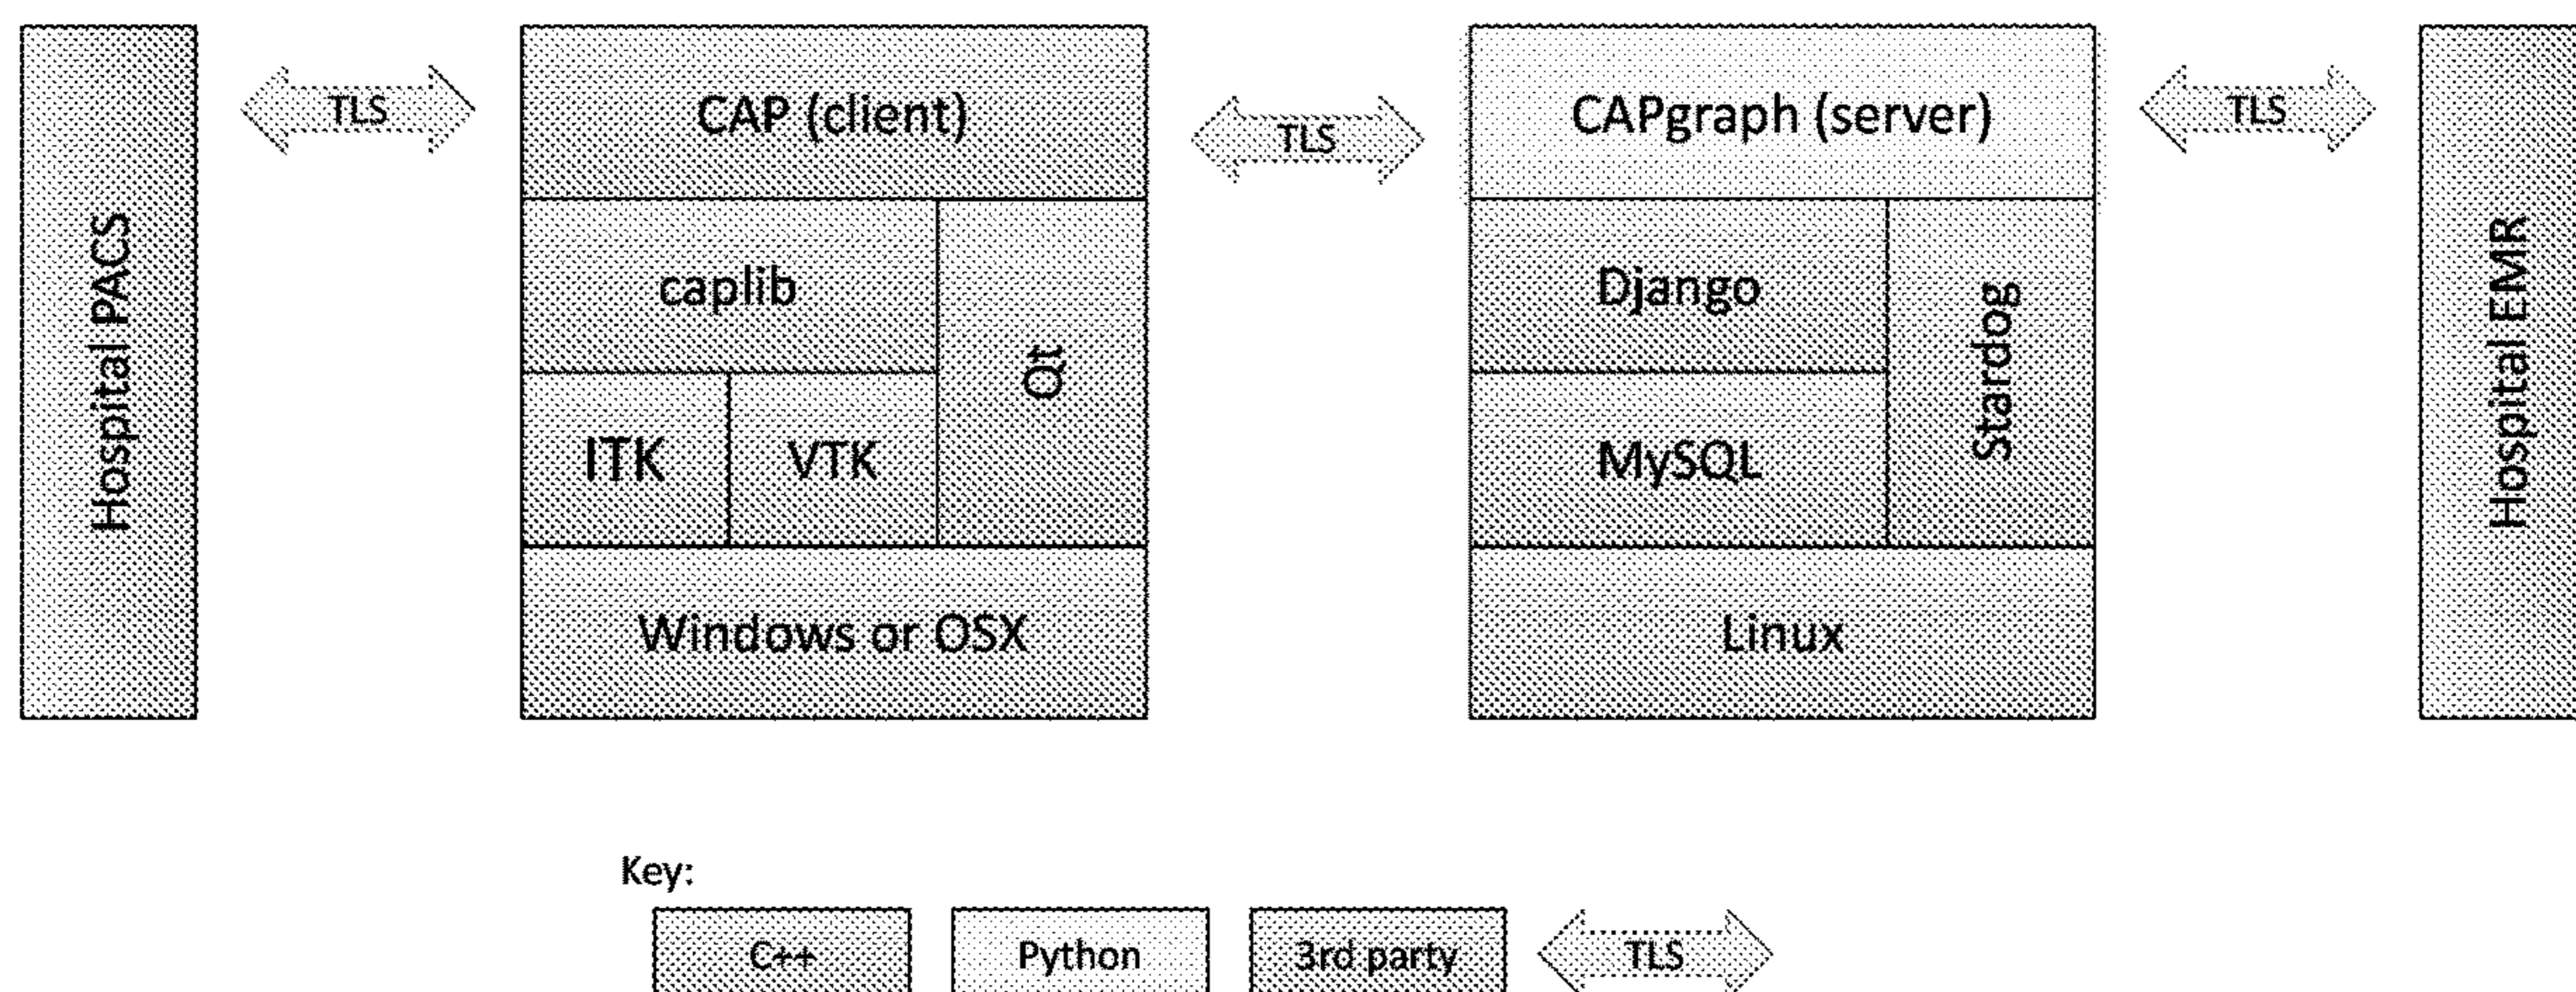 Hospital PACS
TLS
CAP (client)
caplib
Qt
ITK
VTK
Windows or OSX
TLS
CAPgraph (server)
Django
Stardog
MySQL
Linux
TLS
Hospital EMR
Key:
C++
Python
3rd party
TLS